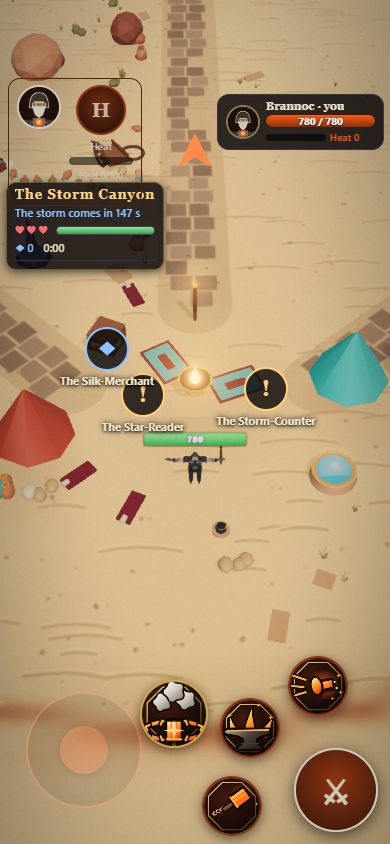 Brannoc - you
780 / 780
Heat 0
H
Heat
The Storm Canyon
The storm comes in 147 s
0 0:00
The Silk-Merchant
!
!
The Star-Reader
The Storm-Counter
780